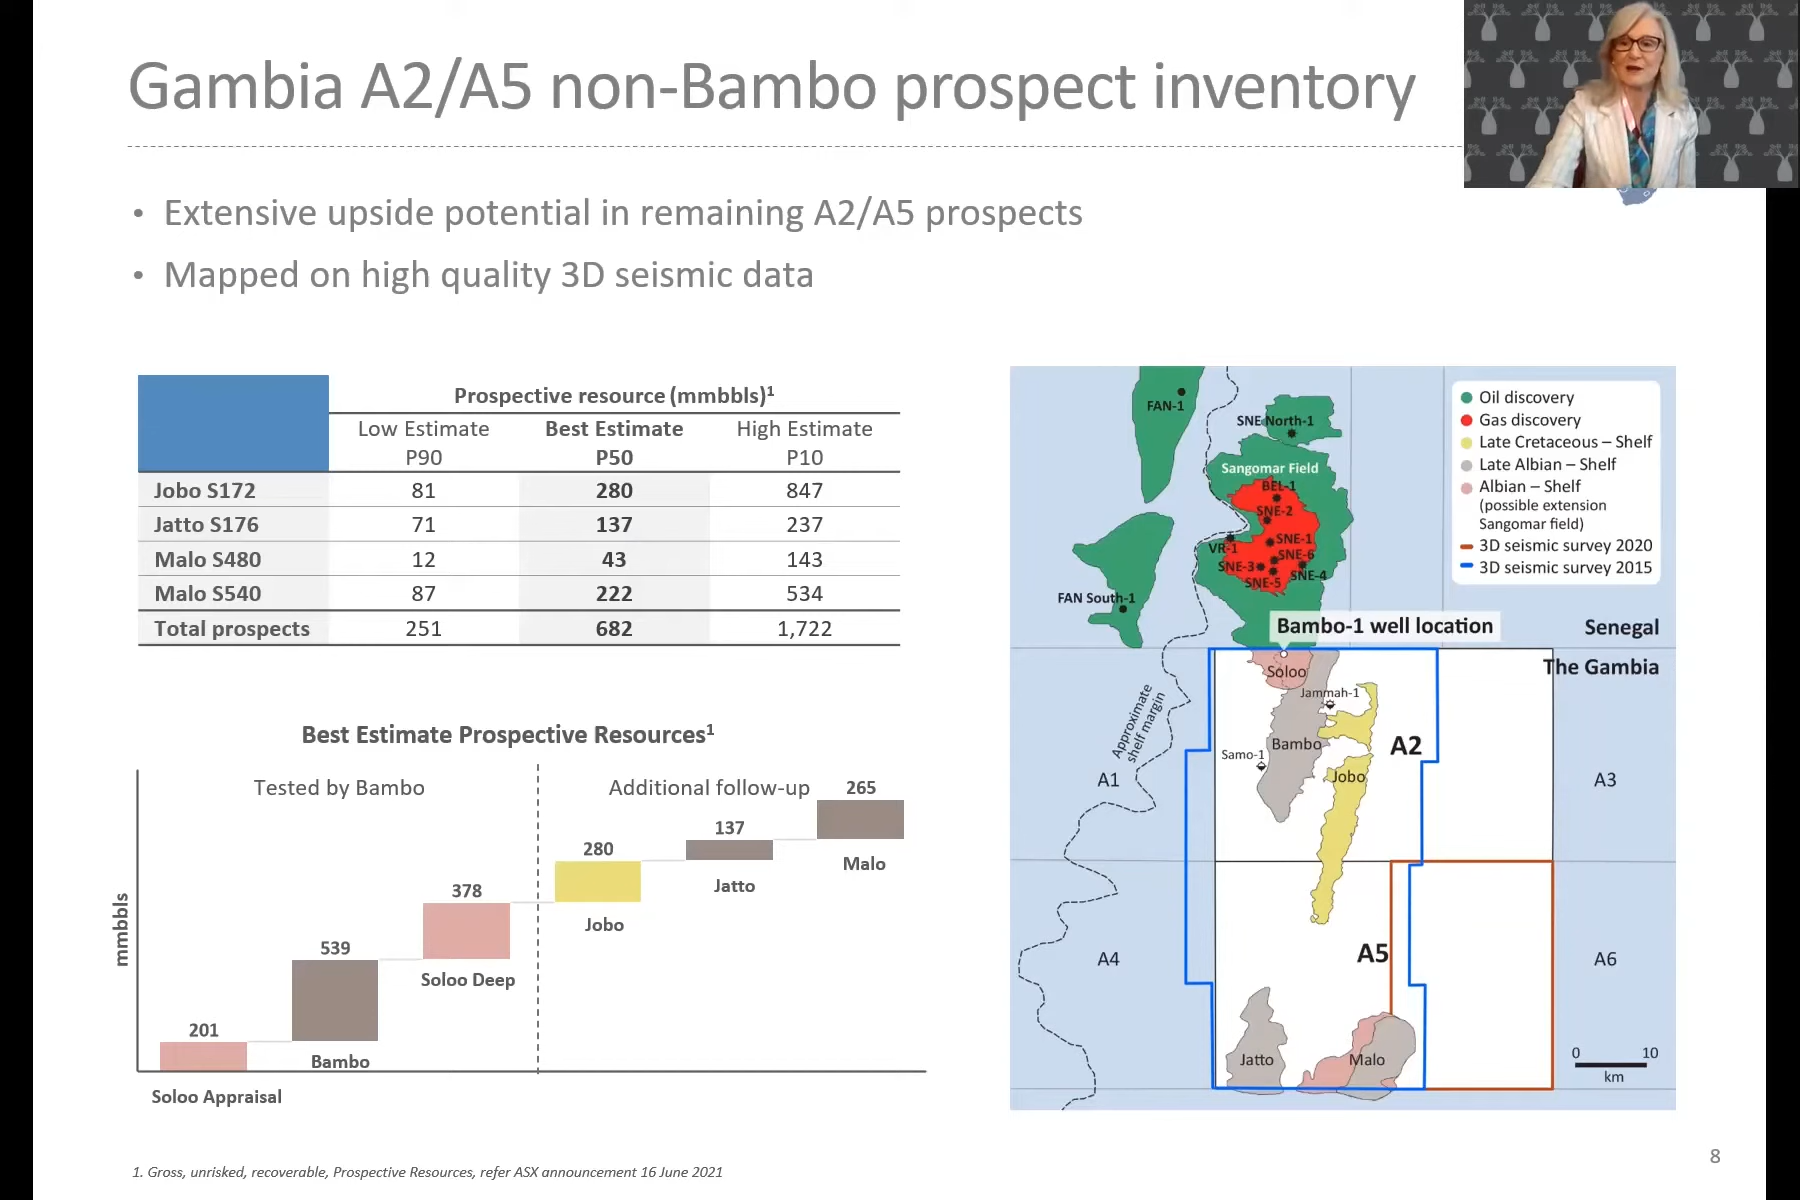 Gambia A2/A5 non-Bambo prospect inventory
• Extensive upside potential in remaining A2/A5 prospects
• Mapped on high quality 3D seismic data
Prospective resource (mmbbls)¹
Low Estimate Best Estimate High Estimate
P90 P50 P10
Jobo S172 81 280 847
Jatto S176 71 137 237
Malo S480 12 43 143
Malo S540 87 222 534
Total prospects 251 682 1,722
Best Estimate Prospective Resources¹
Tested by Bambo
Additional follow-up
mmbbls
201
Soloo Appraisal
539
Bambo
378
Soloo Deep
280
Jobo
137
Jatto
265
Malo
FAN-1
SNE North-1
Sangomar Field
BEL-1
SNE-2
SNE-1
VR-1
SNE-6
SNE-3
SNE-4
SNE-5
FAN South-1
Oil discovery
Gas discovery
Late Cretaceous – Shelf
Late Albian – Shelf
Albian – Shelf
(possible extension
Sangomar field)
3D seismic survey 2020
3D seismic survey 2015
Bambo-1 well location
Senegal
The Gambia
Soloo
Jammah-1
Approximate
shelf margin
Bambo
A2
Samo-1
Jobo
A1
A3
A5
A4
A6
Jatto
Malo
0 10
km
1. Gross, unrisked, recoverable, Prospective Resources, refer ASX announcement 16 June 2021
8